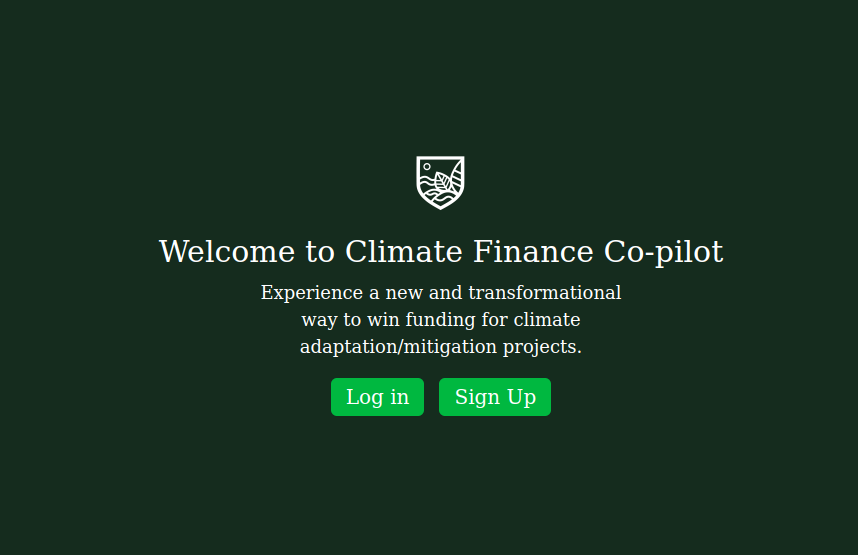 Welcome to Climate Finance Co-pilot
Experience a new and transformational
way to win funding for climate
adaptation/mitigation projects.
Log in
Sign Up